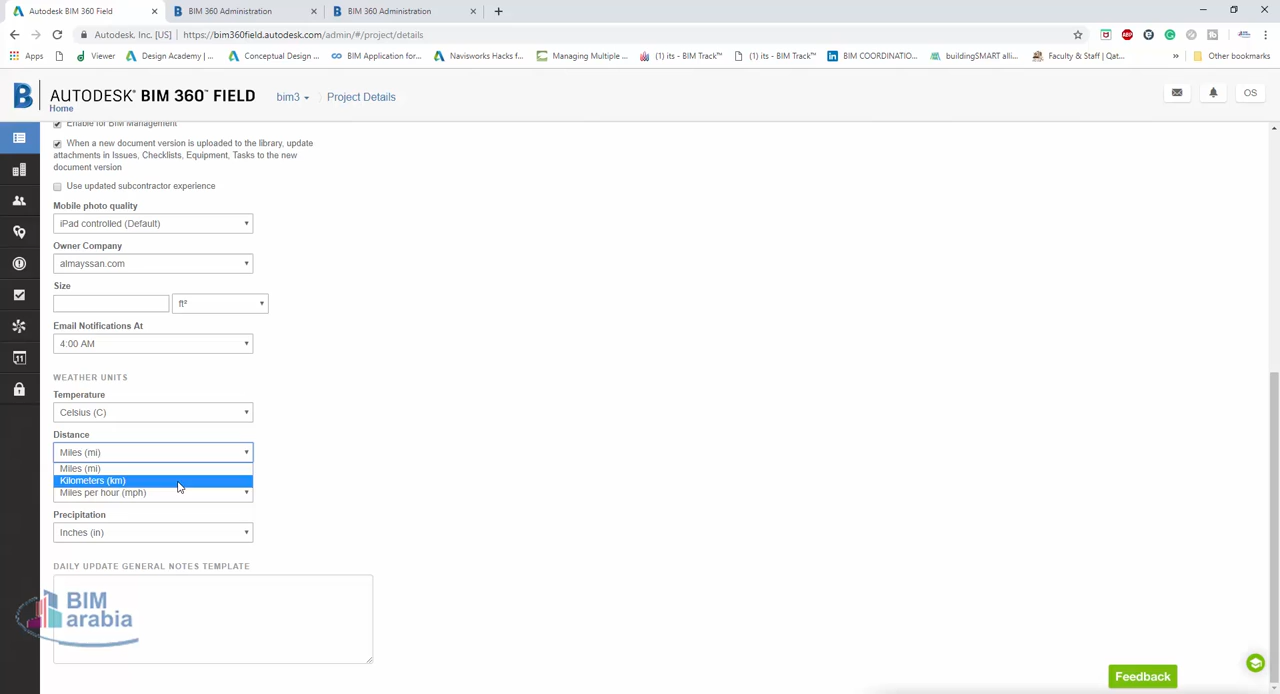 Autodesk BIM 360 Field
BIM 360 Administration
BIM 360 Administration
Autodesk, Inc. [US]
https://bim360field.autodesk.com/admin/#/project/details
Apps
Viewer
Design Academy | ...
Conceptual Design ...
BIM Application for...
Navisworks Hacks f...
Managing Multiple ...
(1) its - BIM Track™
(1) its - BIM Track™
BIM COORDINATIO...
buildingSMART alli...
Faculty & Staff | Qat...
»
Other bookmarks
AUTODESK® BIM 360™ FIELD
bim3
Project Details
OS
Home
Enable for BIM Management
When a new document version is uploaded to the library, update
attachments in Issues, Checklists, Equipment, Tasks to the new
document version
Use updated subcontractor experience
Mobile photo quality
iPad controlled (Default)
Owner Company
almayssan.com
Size
ft²
Email Notifications At
4:00 AM
WEATHER UNITS
Temperature
Celsius (C)
Distance
Miles (mi)
Miles (mi)
Kilometers (km)
Miles per hour (mph)
Precipitation
Inches (in)
DAILY UPDATE GENERAL NOTES TEMPLATE
BIM
arabia
Feedback